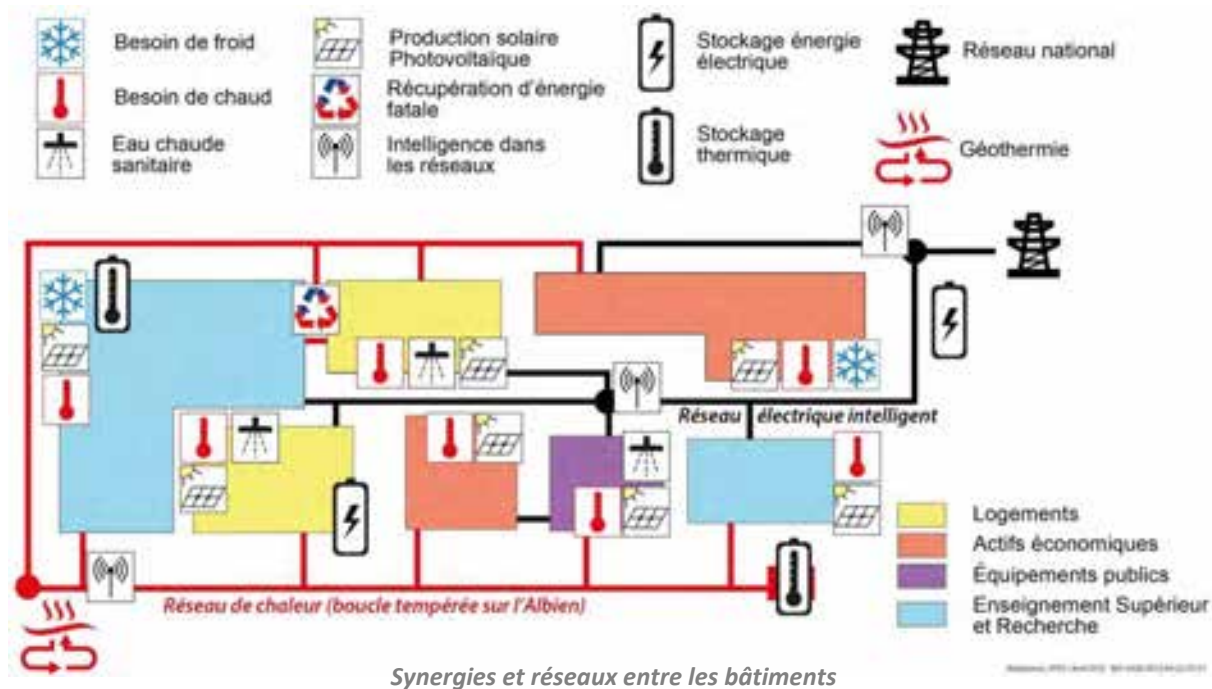 Besoin de froid
Besoin de chaud
Eau chaude
sanitaire
Production solaire
Photovoltaïque
Récupération d'énergie
fatale
Intelligence dans
les réseaux
Stockage énergie
électrique
Stockage
thermique
Réseau national
Géothermie
Réseau électrique intelligent
Logements
Actifs économiques
Équipements publics
Enseignement Supérieur
et Recherche
Réseau de chaleur (boucle tempérée sur l'Albien)
Synergies et réseaux entre les bâtiments